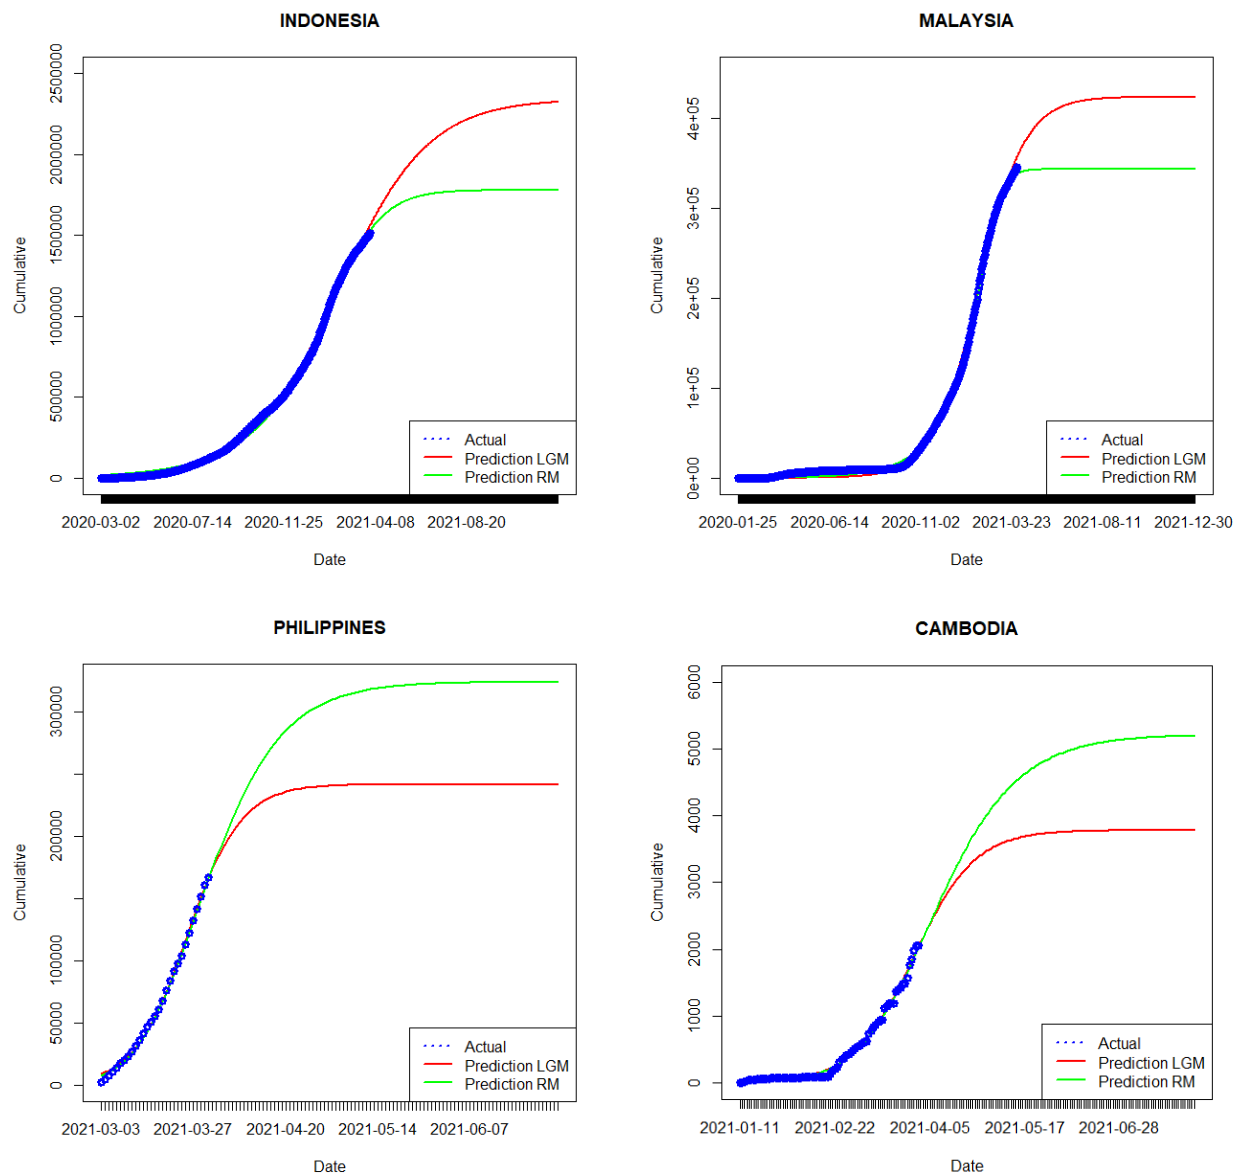 INDONESIA
Cumulative
2500000
2000000
1500000
1000000
500000
0
Actual
Prediction LGM
Prediction RM
2020-03-02 2020-07-14 2020-11-25 2021-04-08 2021-08-20
Date
MALAYSIA
Cumulative
4e+05
3e+05
2e+05
1e+05
0e+00
Actual
Prediction LGM
Prediction RM
2020-01-25 2020-06-14 2020-11-02 2021-03-23 2021-08-11 2021-12-30
Date
PHILIPPINES
Cumulative
300000
200000
100000
50000
0
Actual
Prediction LGM
Prediction RM
2021-03-03 2021-03-27 2021-04-20 2021-05-14 2021-06-07
Date
CAMBODIA
Cumulative
6000
5000
4000
3000
2000
1000
0
Actual
Prediction LGM
Prediction RM
2021-01-11 2021-02-22 2021-04-05 2021-05-17 2021-06-28
Date